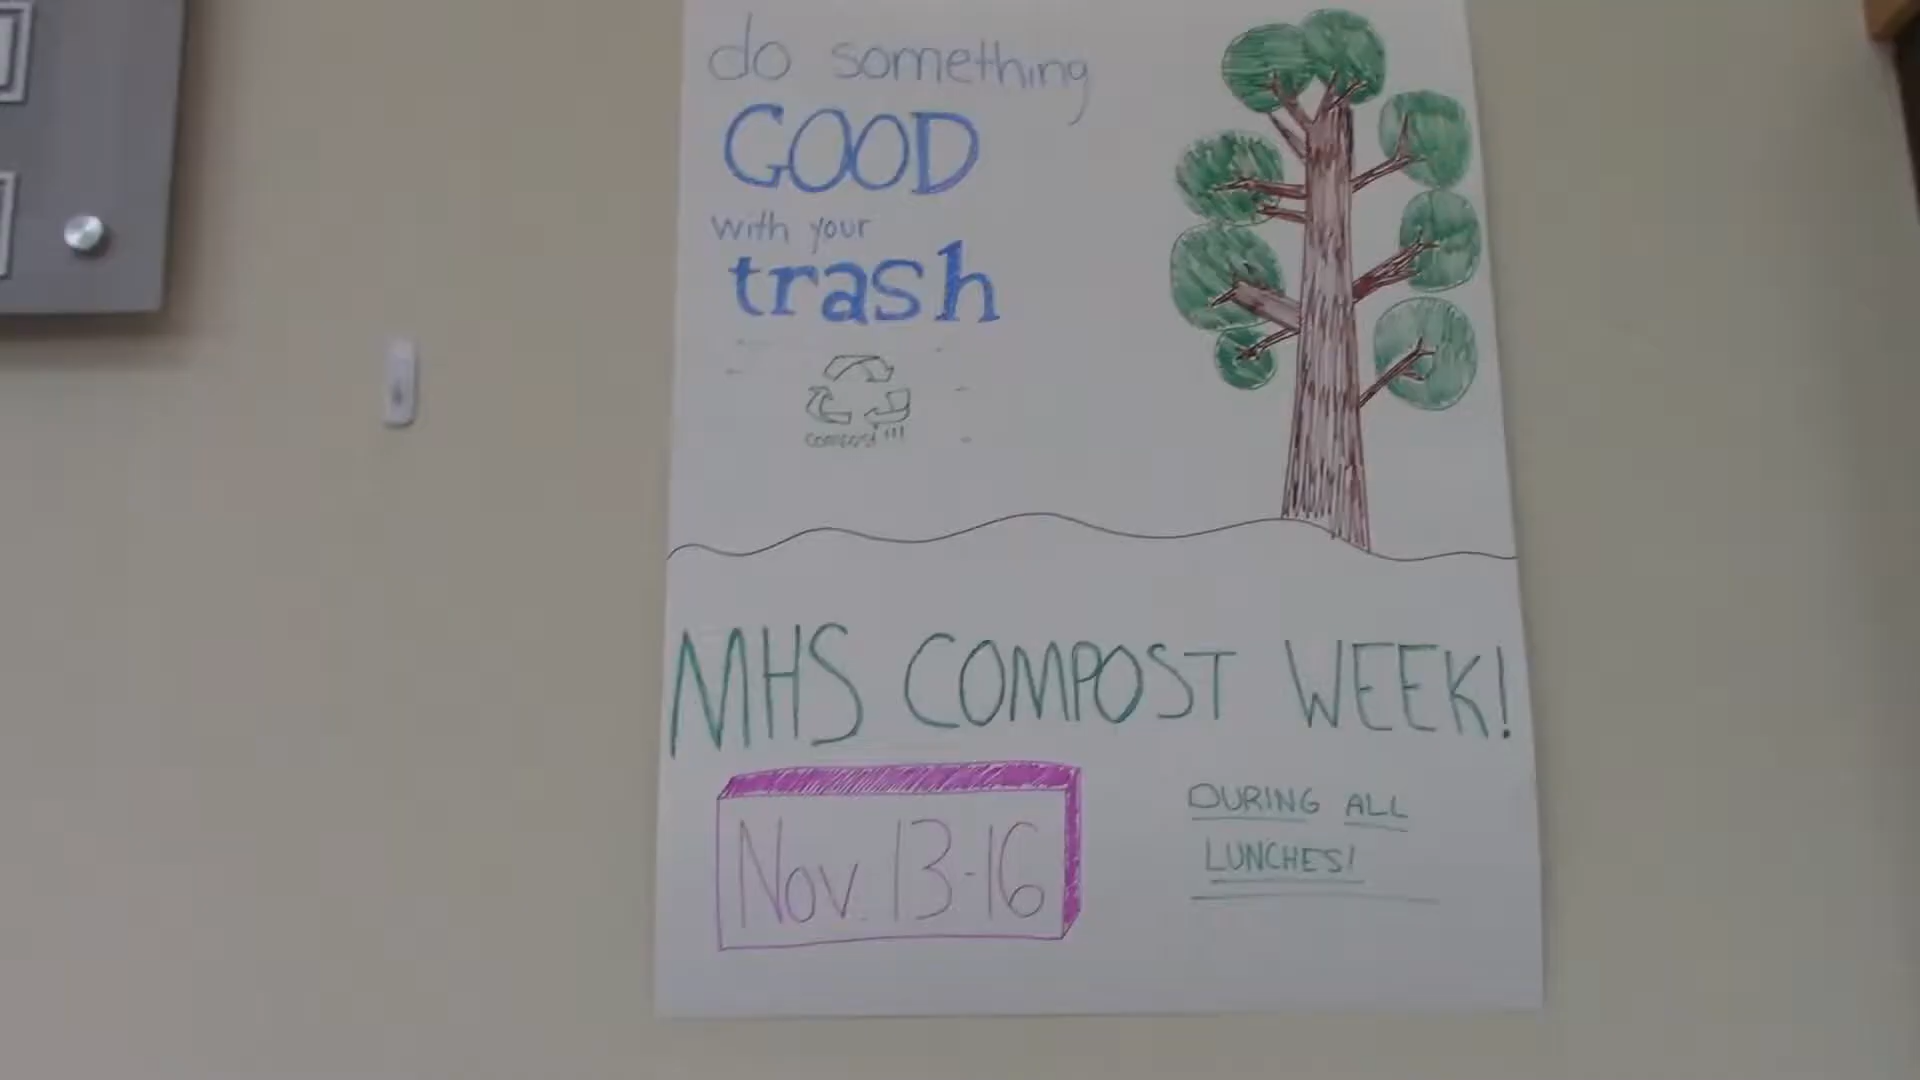 do something
GOOD
with your
trash
compost!!!
MHS COMPOST WEEK!
Nov. 13-16
DURING ALL
LUNCHES!